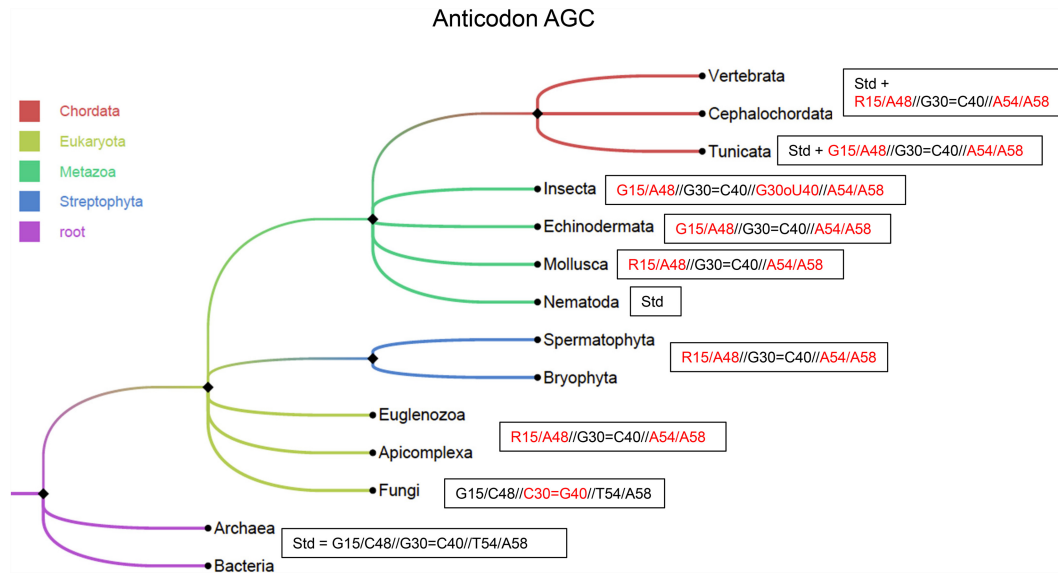 Anticodon AGC
Chordata
Eukaryota
Metazoa
Streptophyta
root
Vertebrata
Cephalochordata
Std +
R15/A48//G30=C40//A54/A58
Tunicata
Std + G15/A48//G30=C40//A54/A58
Insecta
G15/A48//G30=C40//G30oU40//A54/A58
Echinodermata
G15/A48//G30=C40//A54/A58
Mollusca
R15/A48//G30=C40//A54/A58
Nematoda
Std
Spermatophyta
Bryophyta
R15/A48//G30=C40//A54/A58
Euglenozoa
Apicomplexa
R15/A48//G30=C40//A54/A58
Fungi
G15/C48//C30=G40//T54/A58
Archaea
Bacteria
Std = G15/C48//G30=C40//T54/A58